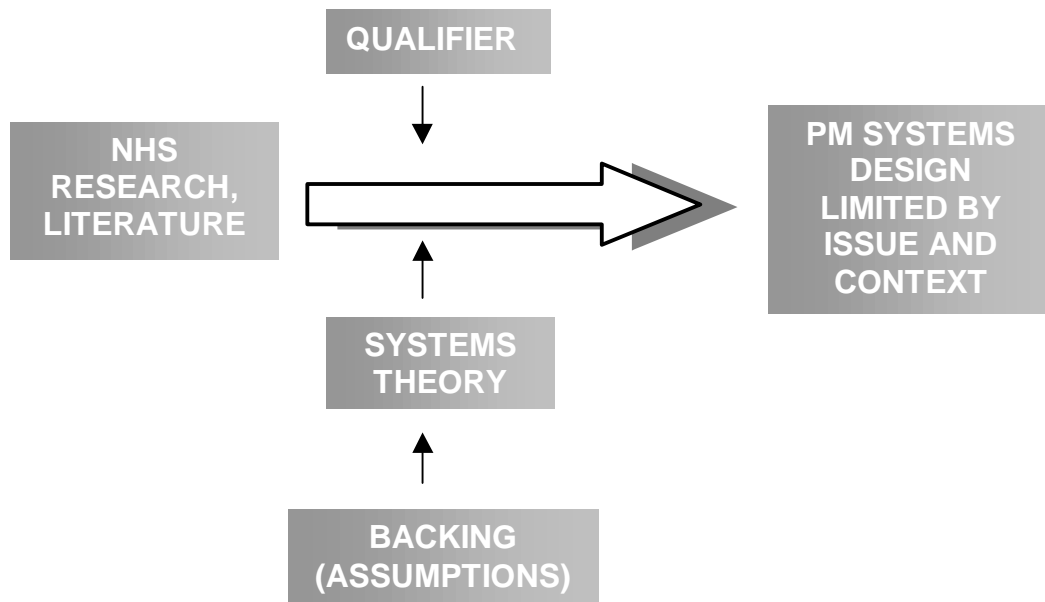 QUALIFIER
NHS
RESEARCH,
LITERATURE
PM SYSTEMS
DESIGN
LIMITED BY
ISSUE AND
CONTEXT
SYSTEMS
THEORY
BACKING
(ASSUMPTIONS)